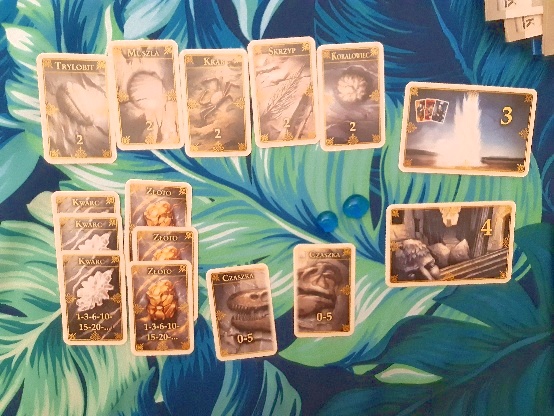 TRYLOBIT
2
MUSZLA
2
KRAB
2
SKRZYP
2
KORALOWIEC
2
3
4
KWARC
KWARC
KWARC
1-3-6-10-
15-20-...
ZŁOTO
ZŁOTO
ZŁOTO
1-3-6-10-
15-20-...
CZASZKA
0-5
CZASZKA
0-5